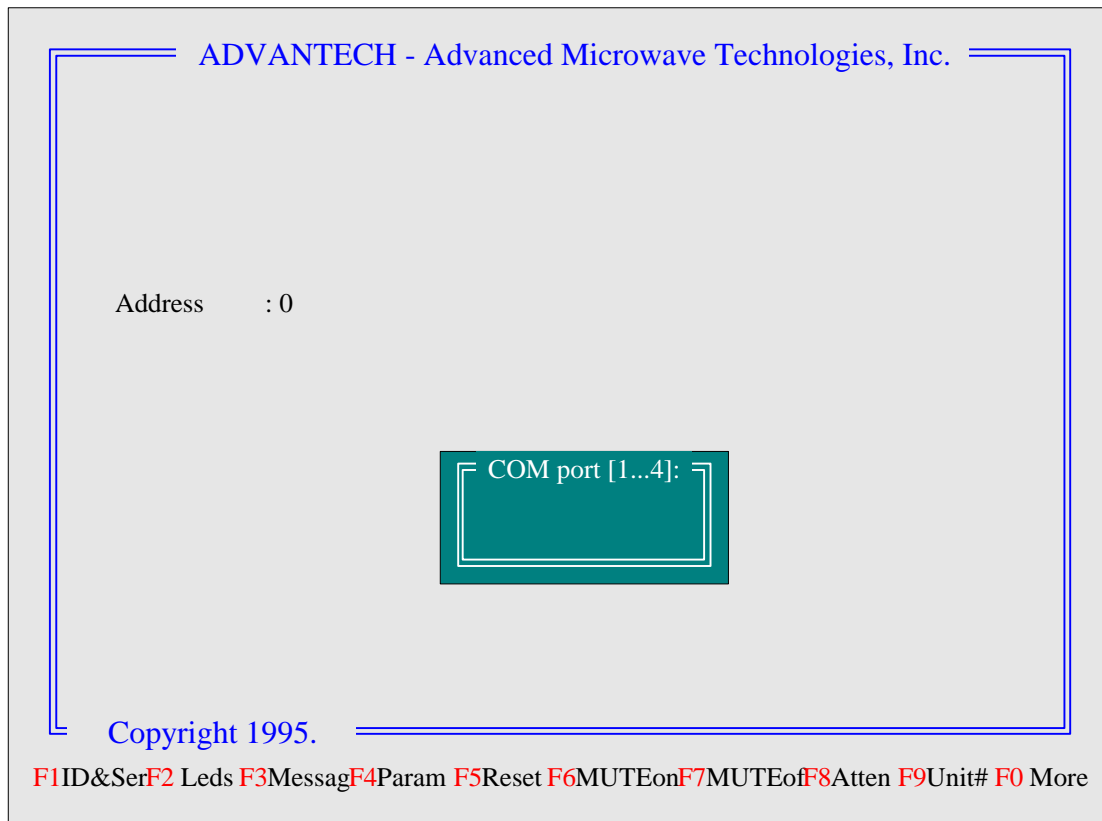 ADVANTECH - Advanced Microwave Technologies, Inc.
Address : 0
COM port [1...4]:
Copyright 1995.
F1ID&SerF2 Leds F3MessagF4Param F5Reset F6MUTEonF7MUTEofF8Atten F9Unit# F0 More